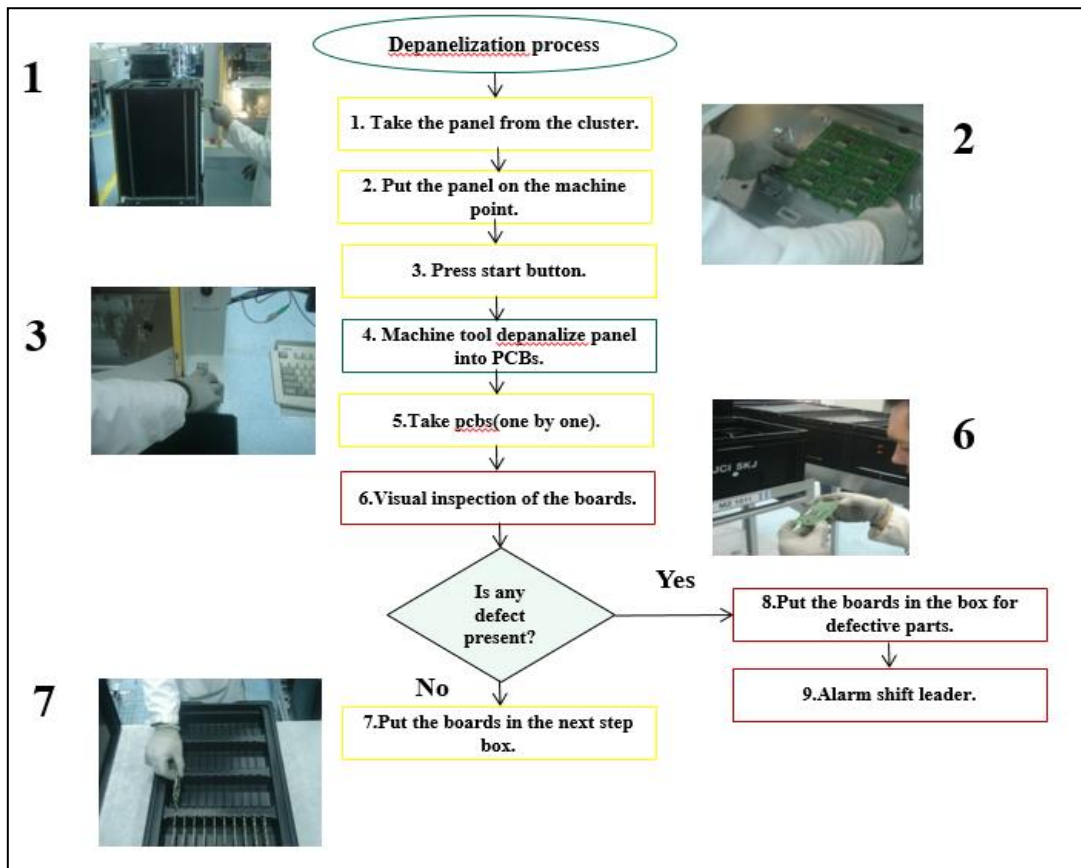 Depanelization process
1
1. Take the panel from the cluster.
2
2. Put the panel on the machine
point.
3. Press start button.
3
4. Machine tool depanalize panel
into PCBs.
5.Take pcbs(one by one).
6
JCI SKJ
6.Visual inspection of the boards.
Is any
defect
present?
Yes
8.Put the boards in the box for
defective parts.
9.Alarm shift leader.
No
7
7.Put the boards in the next step
box.